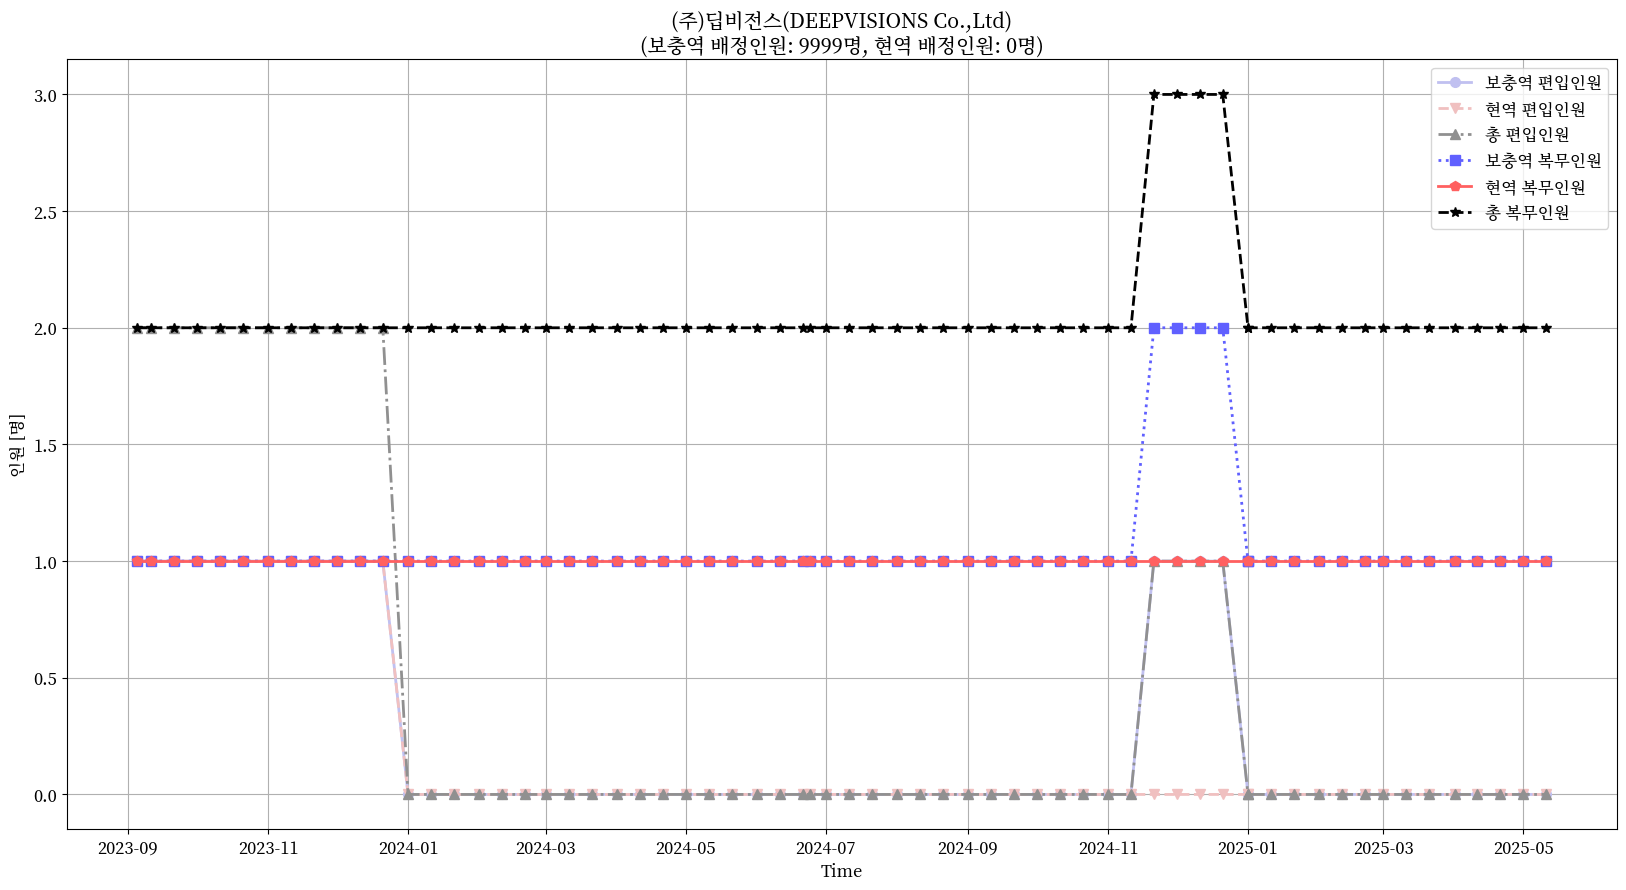 (주)딥비전스(DEEPVISIONS Co.,Ltd)
(보충역 배정인원: 9999명, 현역 배정인원: 0명)
보충역 편입인원
현역 편입인원
총 편입인원
보충역 복무인원
현역 복무인원
총 복무인원
인원 [명]
3.0
2.5
2.0
1.5
1.0
0.5
0.0
2023-09 2023-11 2024-01 2024-03 2024-05 2024-07 2024-09 2024-11 2025-01 2025-03 2025-05
Time